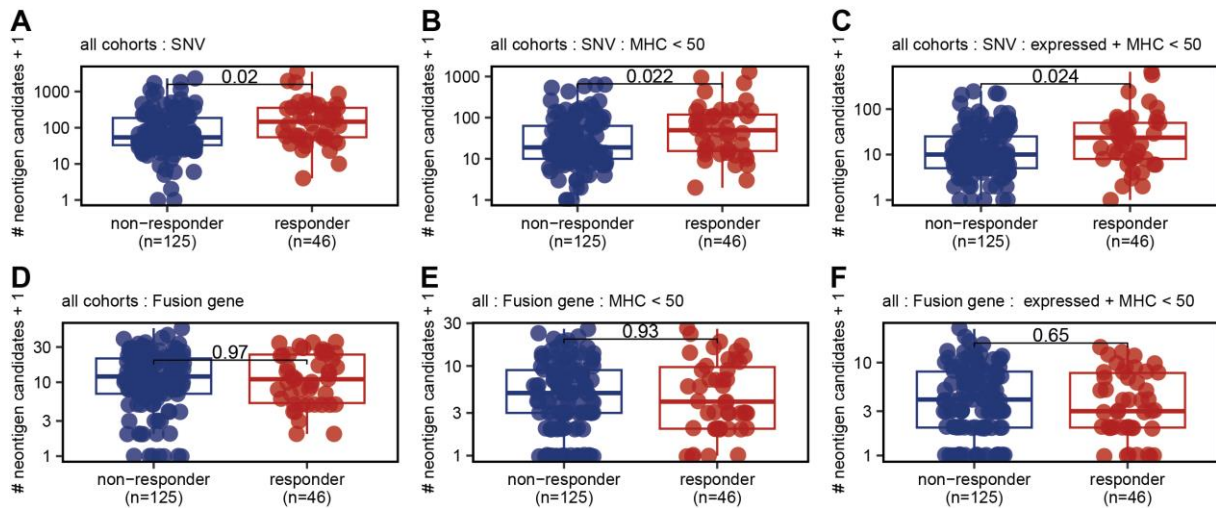 A
all cohorts : SNV
# neontigen candidates + 1
1000
100
10
1
0.02
non-responder
(n=125)
responder
(n=46)
B
all cohorts : SNV : MHC < 50
# neontigen candidates + 1
1000
100
10
1
0.022
non-responder
(n=125)
responder
(n=46)
C
all cohorts : SNV : expressed + MHC < 50
# neontigen candidates + 1
100
10
1
0.024
non-responder
(n=125)
responder
(n=46)
D
all cohorts : Fusion gene
# neontigen candidates + 1
30
10
3
1
0.97
non-responder
(n=125)
responder
(n=46)
E
all : Fusion gene : MHC < 50
# neontigen candidates + 1
30
10
3
1
0.93
non-responder
(n=125)
responder
(n=46)
F
all : Fusion gene : expressed + MHC < 50
# neontigen candidates + 1
10
3
1
0.65
non-responder
(n=125)
responder
(n=46)